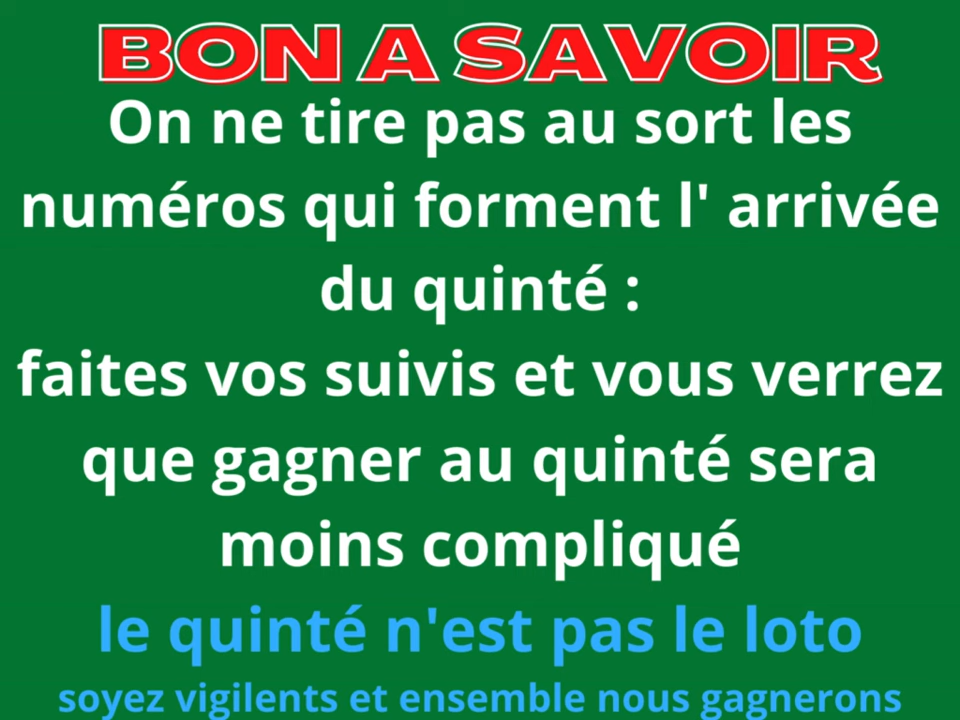 BON A SAVOIR
On ne tire pas au sort les
numéros qui forment l' arrivée
du quinté :
faites vos suivis et vous verrez
que gagner au quinté sera
moins compliqué
le quinté n'est pas le loto
soyez vigilents et ensemble nous gagnerons